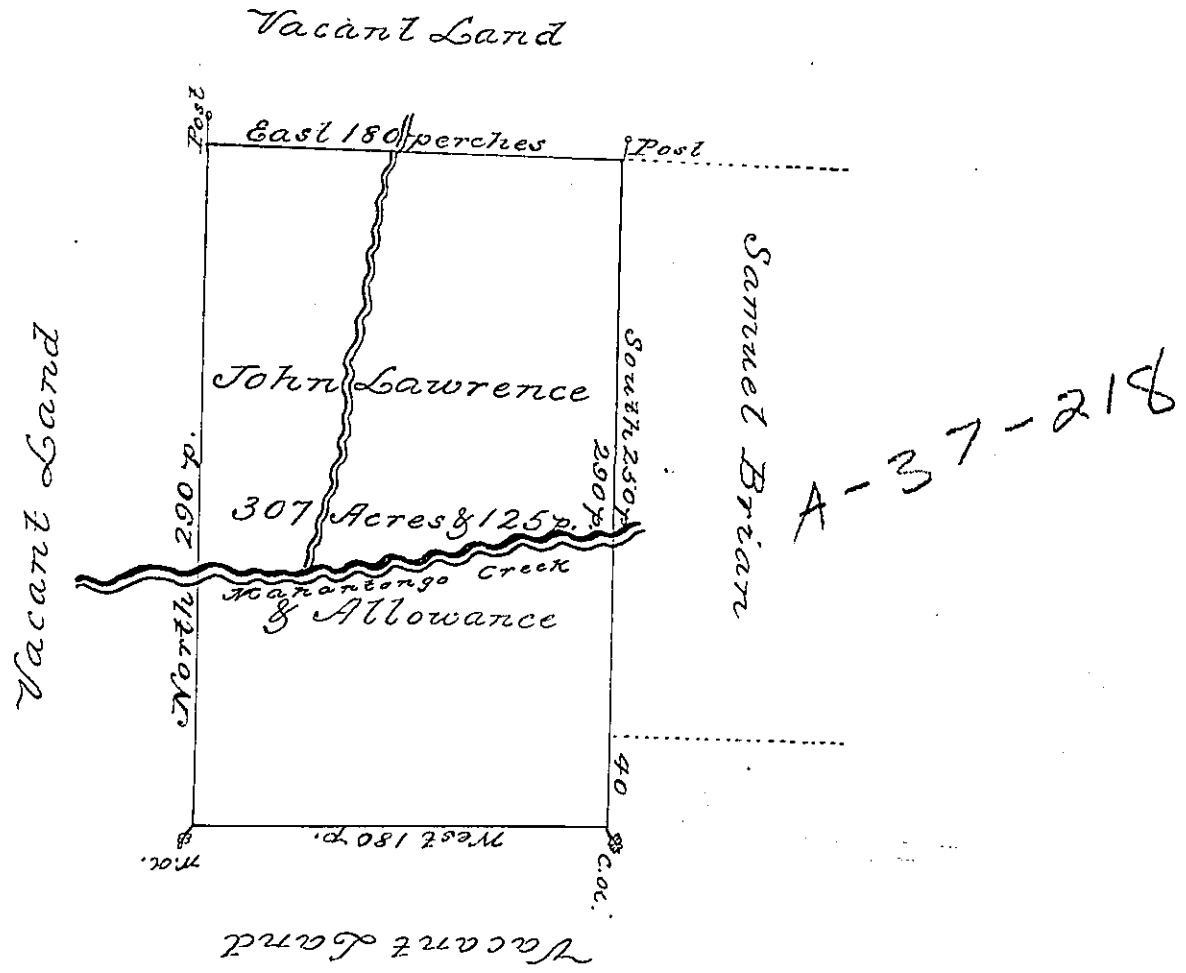 Vacant Land
Post
East 180 perches
Post
Vacant Land
North 290 p.
John Lawrence
307 Acres & 125 p.
Mahantongo Creek
& Allowance
South 250 p
290 p.
40
Samuel Brian
A-37-218
West 180 p.
C.O.
Vacant Land